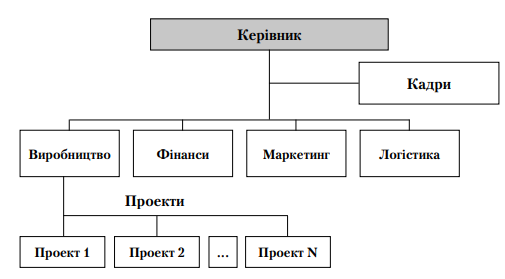 Керівник
Кадри
Виробництво
Фінанси
Маркетинг
Логістика
Проекти
Проект 1
Проект 2
...
Проект N